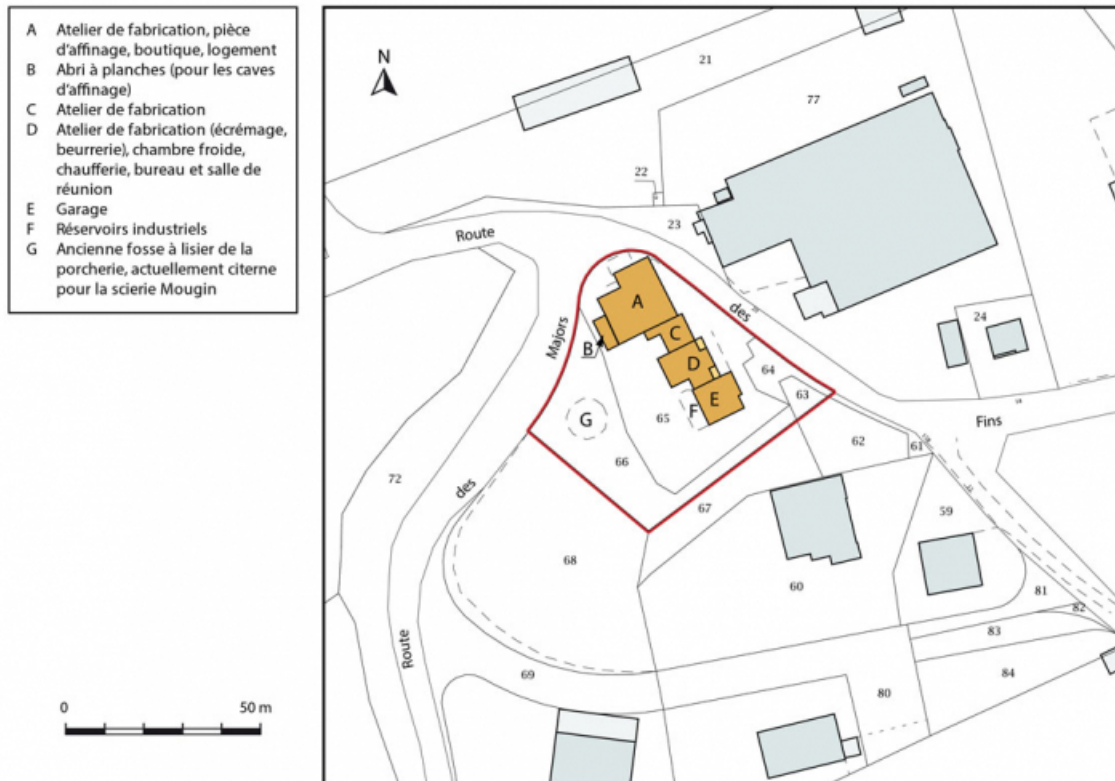 A Atelier de fabrication, pièce
d'affinage, boutique, logement
B Abri à planches (pour les caves
d'affinage)
C Atelier de fabrication
D Atelier de fabrication (écrémage,
beurrerie), chambre froide,
chaufferie, bureau et salle de
réunion
E Garage
F Réservoirs industriels
G Ancienne fosse à lisier de la
porcherie, actuellement citerne
pour la scierie Mougin
0 50 m
N
21
77
22
23
Route
des
Fins
24
A
B
C
D
E
F
G
64
63
65
66
62
61
67
Majors
des
Route
72
68
59
60
81
82
83
84
69
80